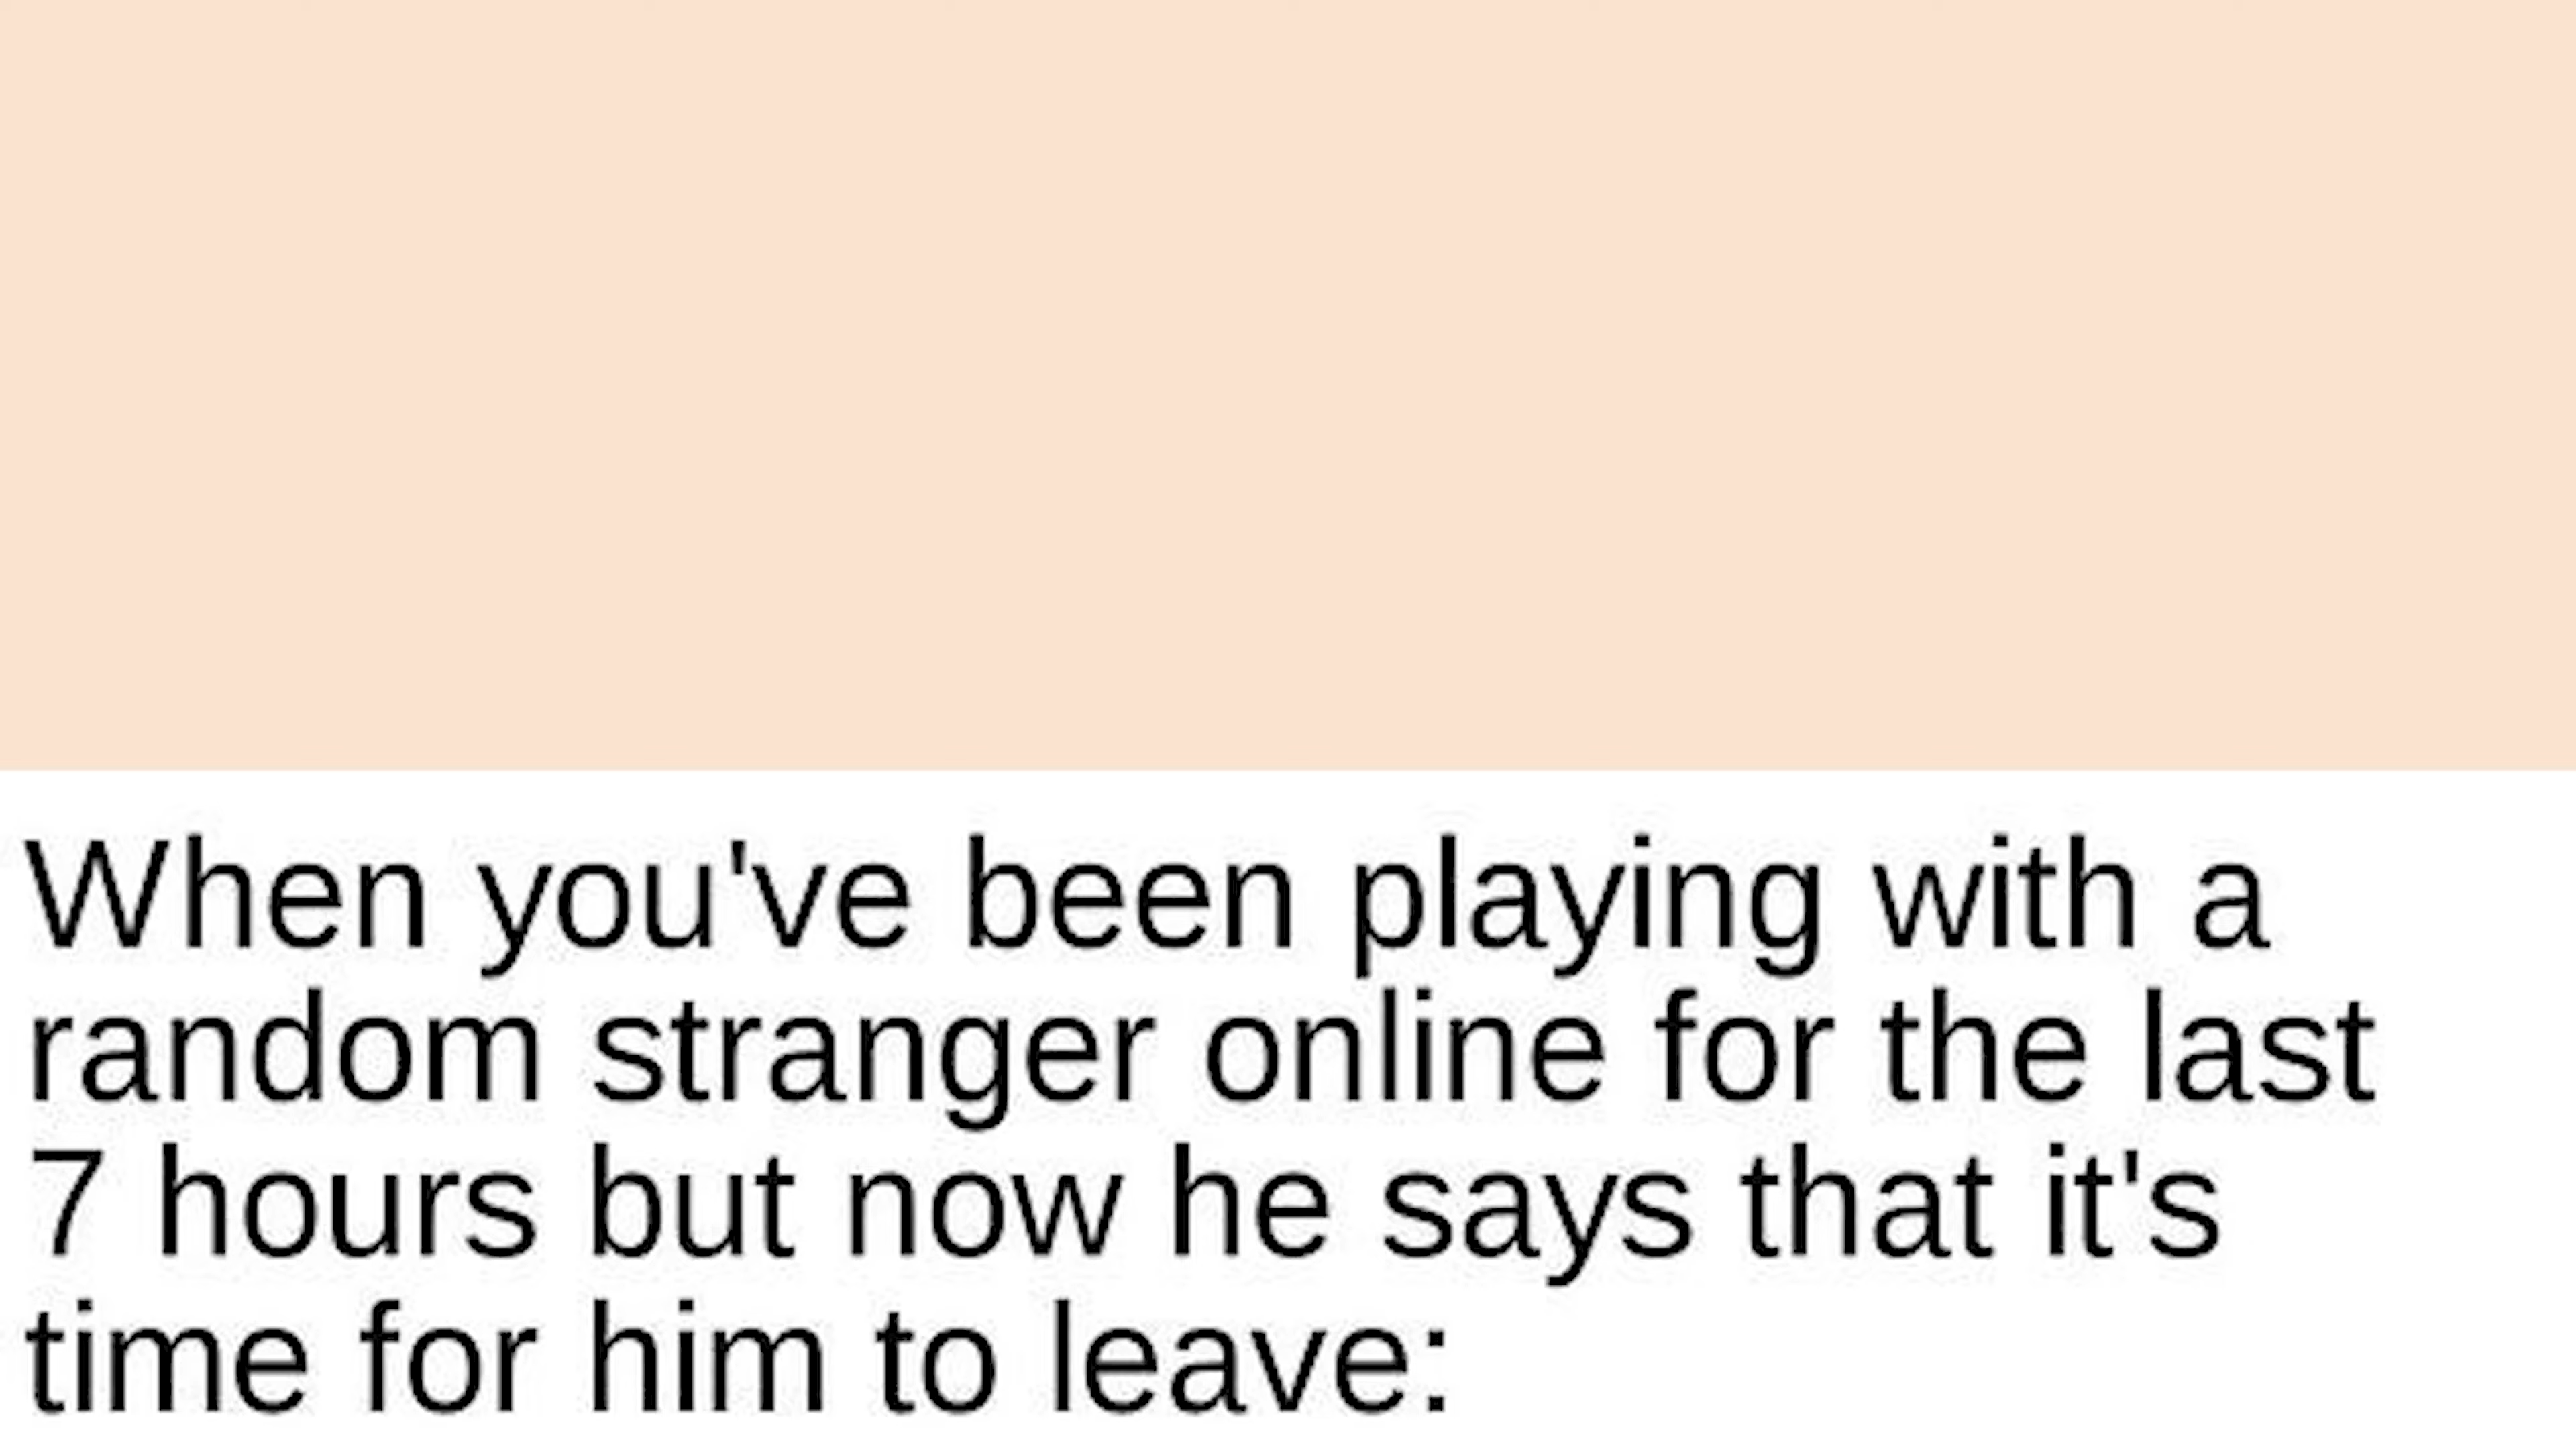 When you've been playing with a
random stranger online for the last
7 hours but now he says that it's
time for him to leave: